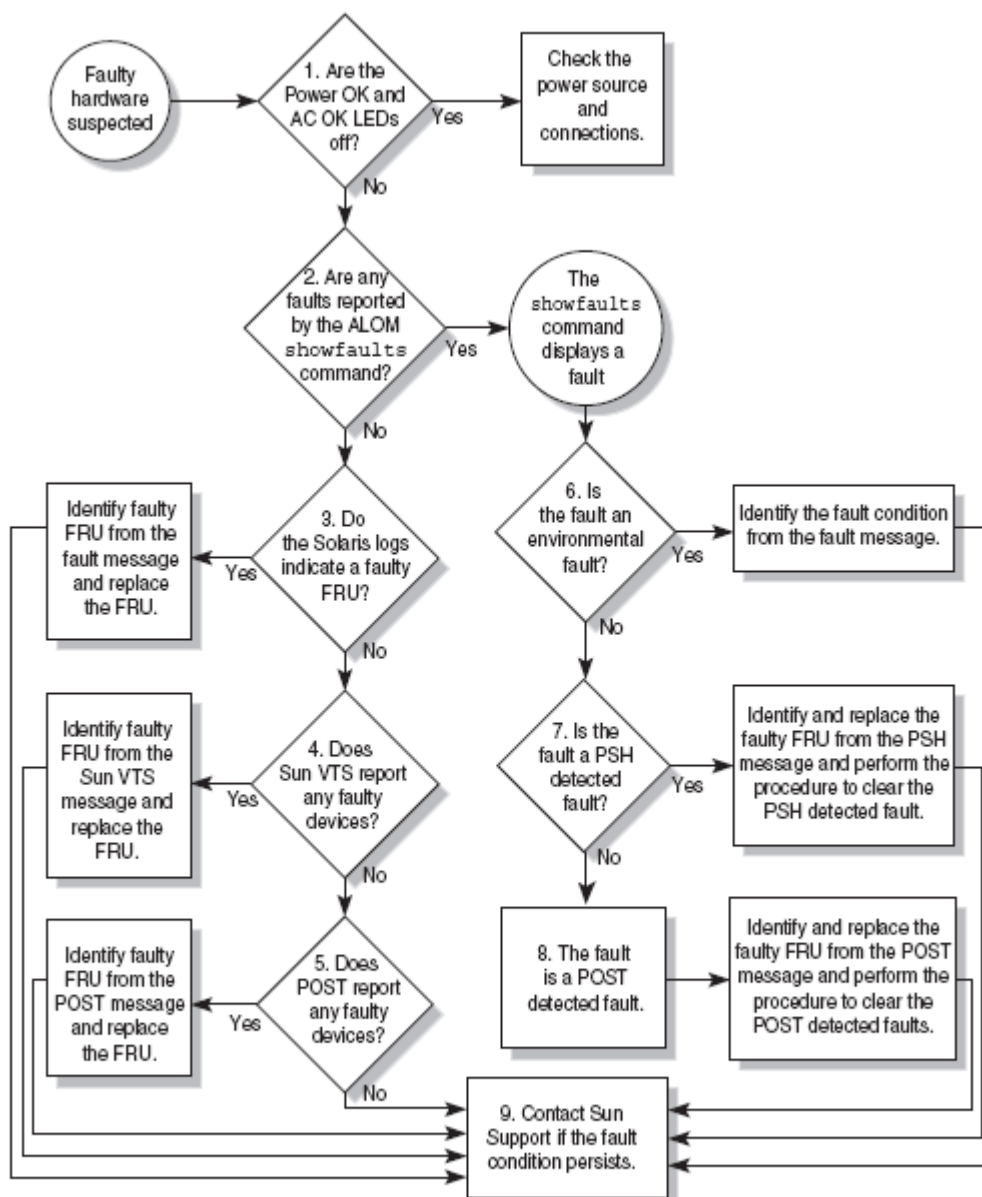 Faulty
hardware
suspected
1. Are the
Power OK and
AC OK LEDs
off?
Yes
Check the
power source
and
connections.
No
2. Are any
faults reported
by the ALOM
showfaults
command?
Yes
The
showfaults
command
displays a
fault
No
3. Do
the Solaris logs
indicate a faulty
FRU?
Yes
Identify faulty
FRU from the
fault message
and replace
the FRU.
No
6. Is
the fault an
environmental
fault?
Yes
Identify the fault condition
from the fault message.
No
4. Does
Sun VTS report
any faulty
devices?
Yes
Identify faulty
FRU from the
Sun VTS
message and
replace the
FRU.
No
7. Is the
fault a PSH
detected
fault?
Yes
Identify and replace the
faulty FRU from the PSH
message and perform the
procedure to clear the
PSH detected fault.
No
5. Does
POST report
any faulty
devices?
Yes
Identify faulty
FRU from the
POST message
and replace
the FRU.
No
8. The fault
is a POST
detected fault.
Identify and replace the
faulty FRU from the POST
message and perform the
procedure to clear the
POST detected faults.
9. Contact Sun
Support if the fault
condition persists.